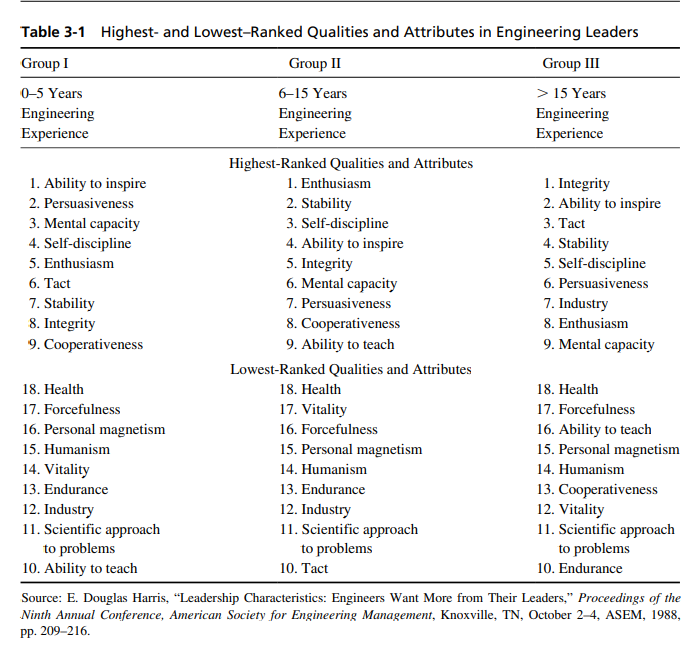 Table 3-1 Highest- and Lowest–Ranked Qualities and Attributes in Engineering Leaders
Group I Group II Group III
0–5 Years 6–15 Years > 15 Years
Engineering Engineering Engineering
Experience Experience Experience
Highest-Ranked Qualities and Attributes
1. Ability to inspire 1. Enthusiasm 1. Integrity
2. Persuasiveness 2. Stability 2. Ability to inspire
3. Mental capacity 3. Self-discipline 3. Tact
4. Self-discipline 4. Ability to inspire 4. Stability
5. Enthusiasm 5. Integrity 5. Self-discipline
6. Tact 6. Mental capacity 6. Persuasiveness
7. Stability 7. Persuasiveness 7. Industry
8. Integrity 8. Cooperativeness 8. Enthusiasm
9. Cooperativeness 9. Ability to teach 9. Mental capacity
Lowest-Ranked Qualities and Attributes
18. Health 18. Health 18. Health
17. Forcefulness 17. Vitality 17. Forcefulness
16. Personal magnetism 16. Forcefulness 16. Ability to teach
15. Humanism 15. Personal magnetism 15. Personal magnetism
14. Vitality 14. Humanism 14. Humanism
13. Endurance 13. Endurance 13. Cooperativeness
12. Industry 12. Industry 12. Vitality
11. Scientific approach 11. Scientific approach 11. Scientific approach
to problems to problems to problems
10. Ability to teach 10. Tact 10. Endurance
Source: E. Douglas Harris, “Leadership Characteristics: Engineers Want More from Their Leaders,” Proceedings of the
Ninth Annual Conference, American Society for Engineering Management, Knoxville, TN, October 2–4, ASEM, 1988,
pp. 209–216.